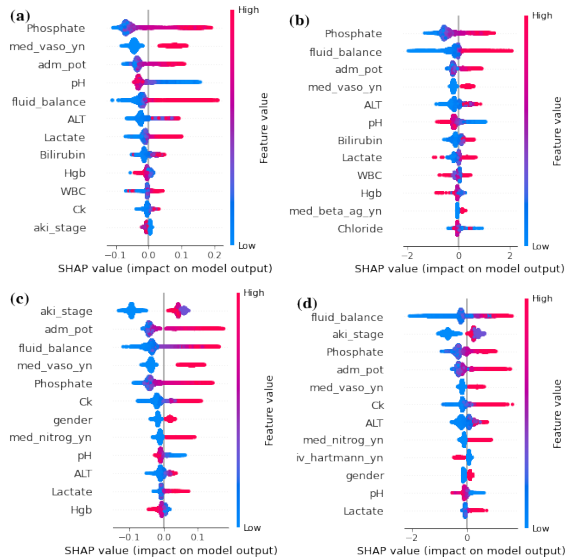 (a)
High
Phosphate
med_vaso_yn
adm_pot
pH
fluid_balance
ALT
Lactate
Bilirubin
Hgb
WBC
Ck
aki_stage
Feature value
Low
−0.1 0.0 0.1 0.2
SHAP value (impact on model output)
(b)
High
Phosphate
fluid_balance
adm_pot
med_vaso_yn
ALT
pH
Bilirubin
Lactate
WBC
Hgb
med_beta_ag_yn
Chloride
Feature value
Low
−2 0 2
SHAP value (impact on model output)
(c)
High
aki_stage
adm_pot
fluid_balance
med_vaso_yn
Phosphate
Ck
gender
med_nitrog_yn
pH
ALT
Lactate
Hgb
Feature value
Low
−0.1 0.0 0.1
SHAP value (impact on model output)
(d)
High
fluid_balance
aki_stage
Phosphate
adm_pot
med_vaso_yn
Ck
ALT
med_nitrog_yn
iv_hartmann_yn
gender
pH
Lactate
Feature value
Low
−2 0
SHAP value (impact on model output)